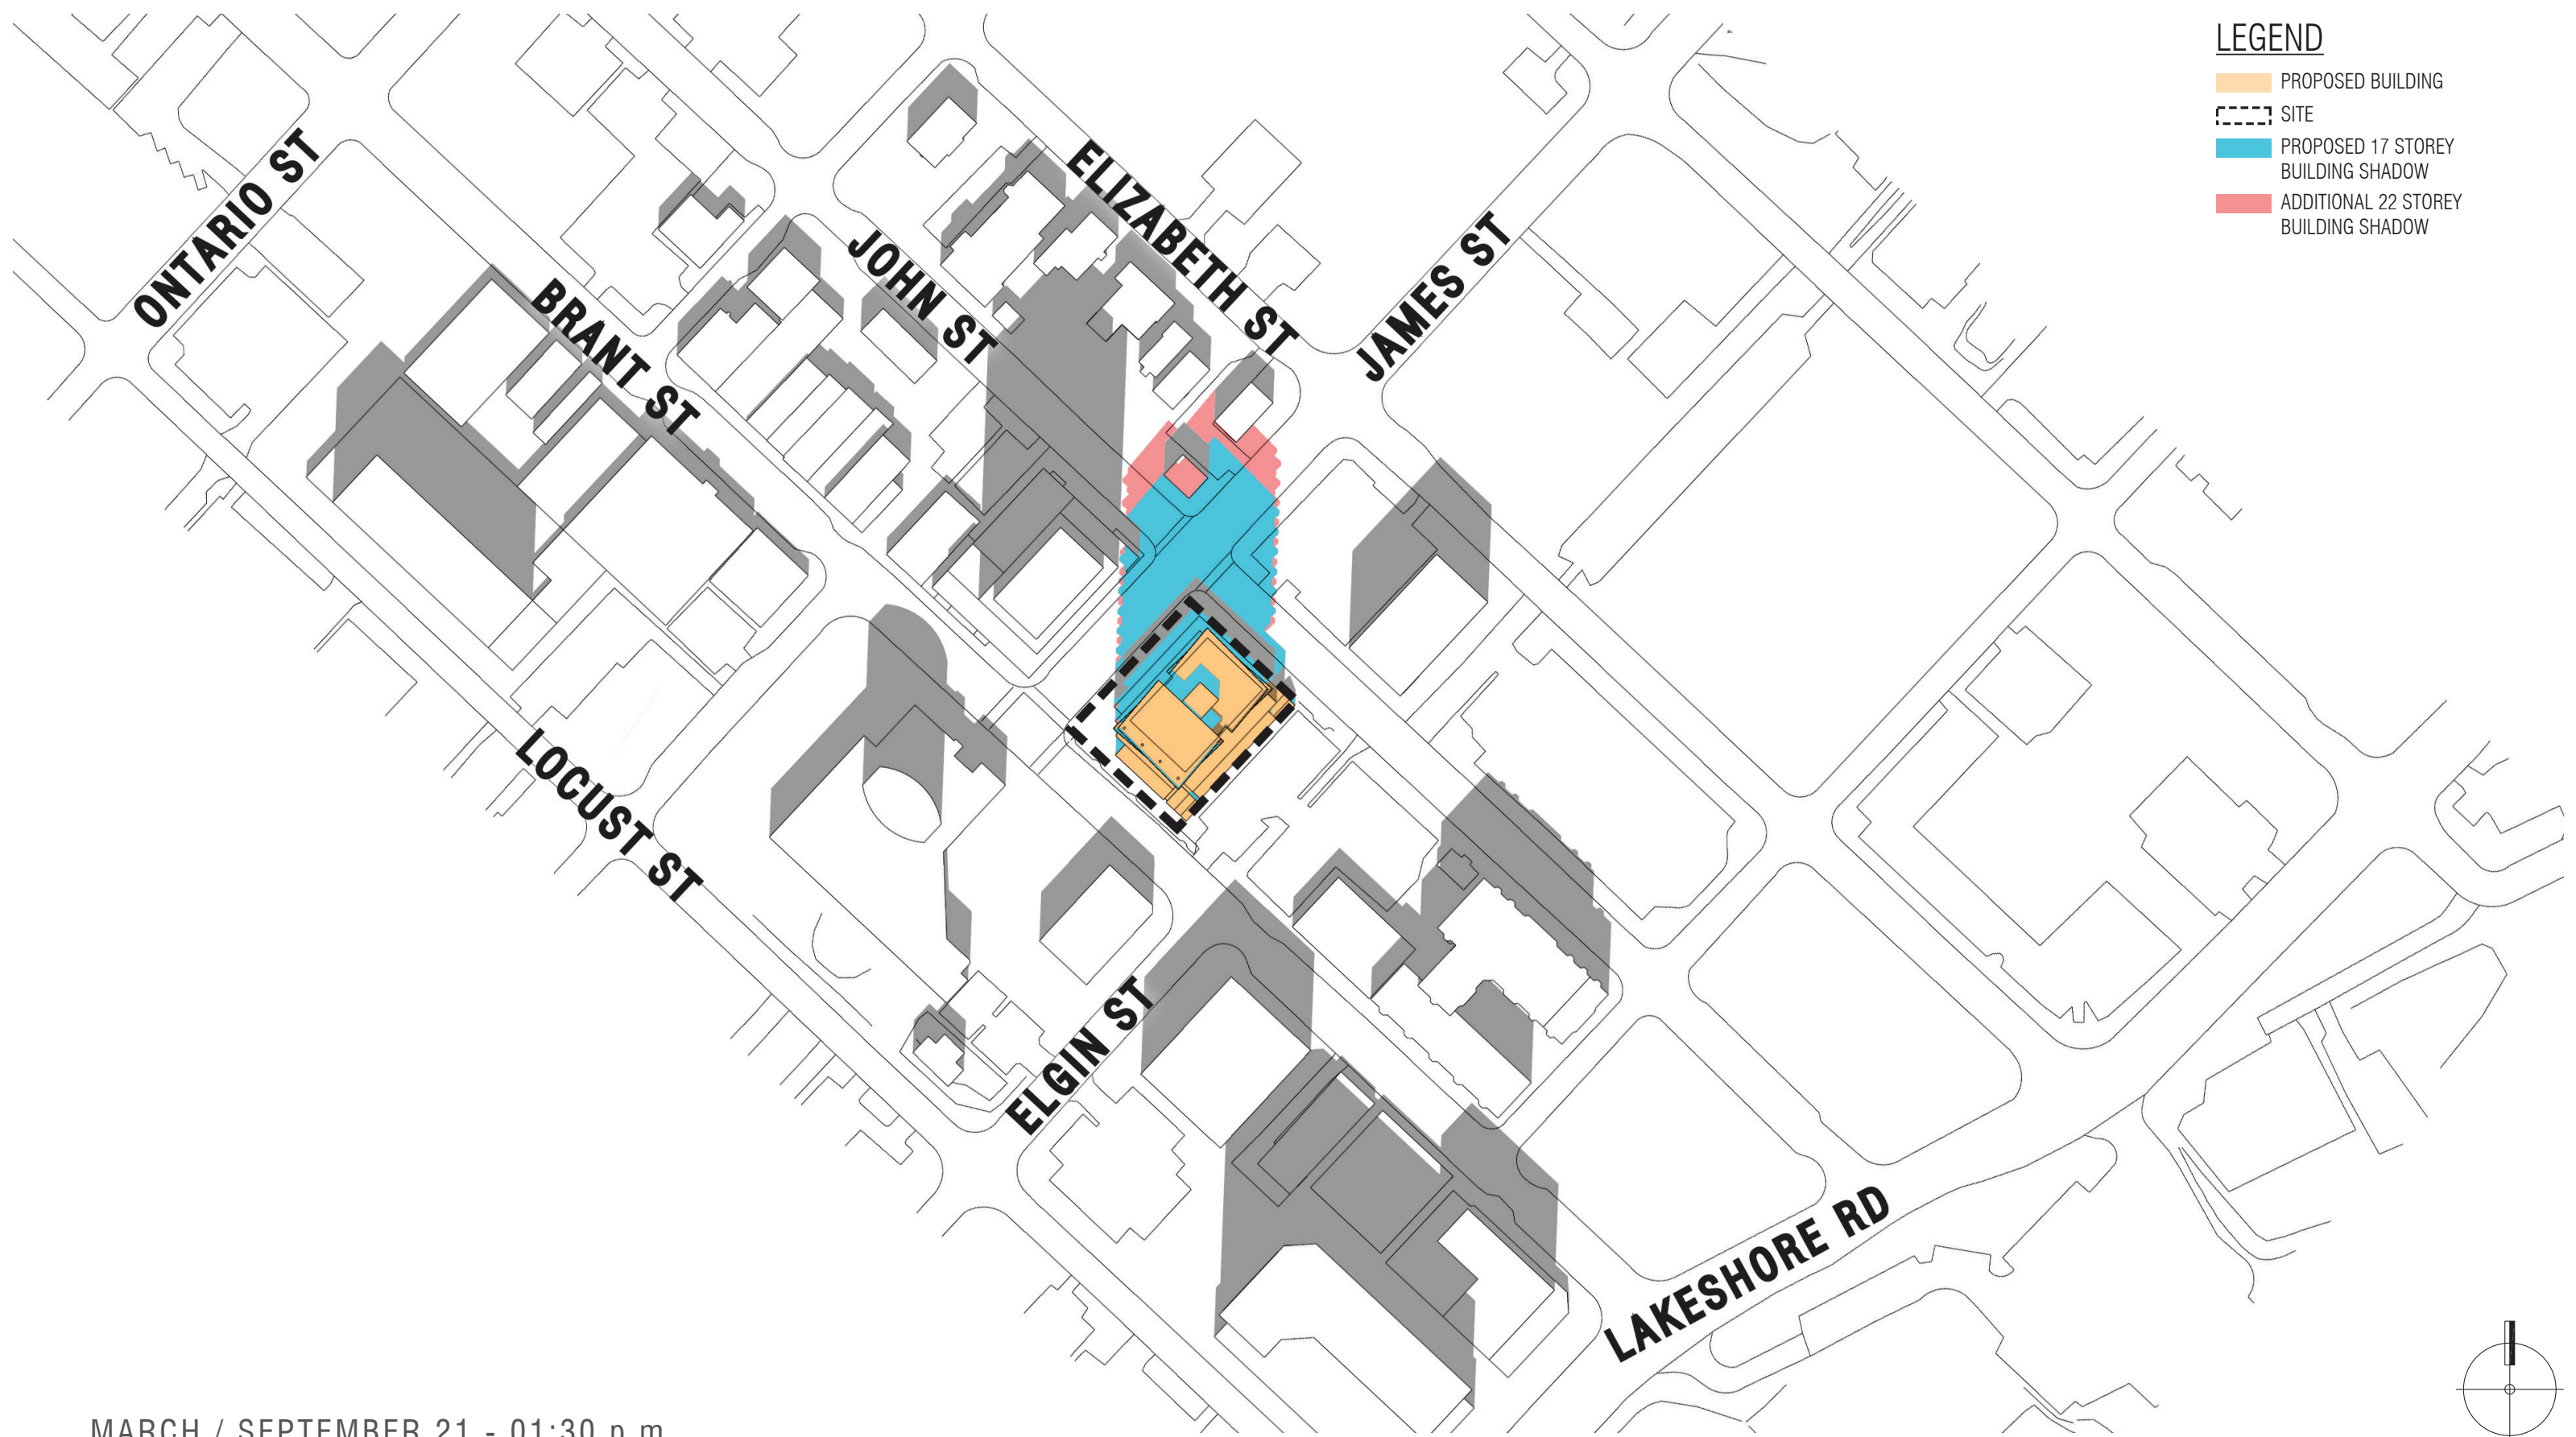 LEGEND
PROPOSED BUILDING
SITE
PROPOSED 17 STOREY
BUILDING SHADOW
ADDITIONAL 22 STOREY
BUILDING SHADOW
ONTARIO ST
BRANT ST
JOHN ST
ELIZABETH ST
JAMES ST
LOCUST ST
ELGIN ST
LAKESHORE RD
MARCH / SEPTEMBER 21 - 01:30 p.m